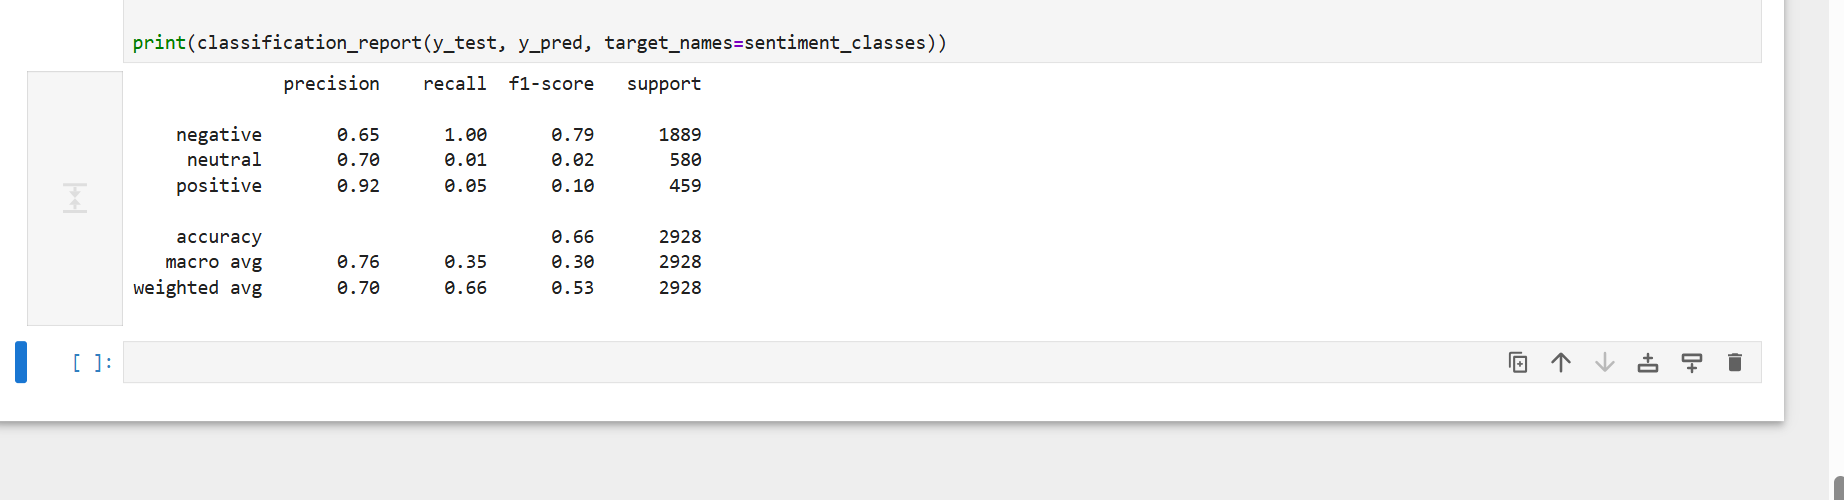 print(classification_report(y_test, y_pred, target_names=sentiment_classes))
precision recall f1-score support
negative 0.65 1.00 0.79 1889
neutral 0.70 0.01 0.02 580
positive 0.92 0.05 0.10 459
accuracy 0.66 2928
macro avg 0.76 0.35 0.30 2928
weighted avg 0.70 0.66 0.53 2928
[ ]: